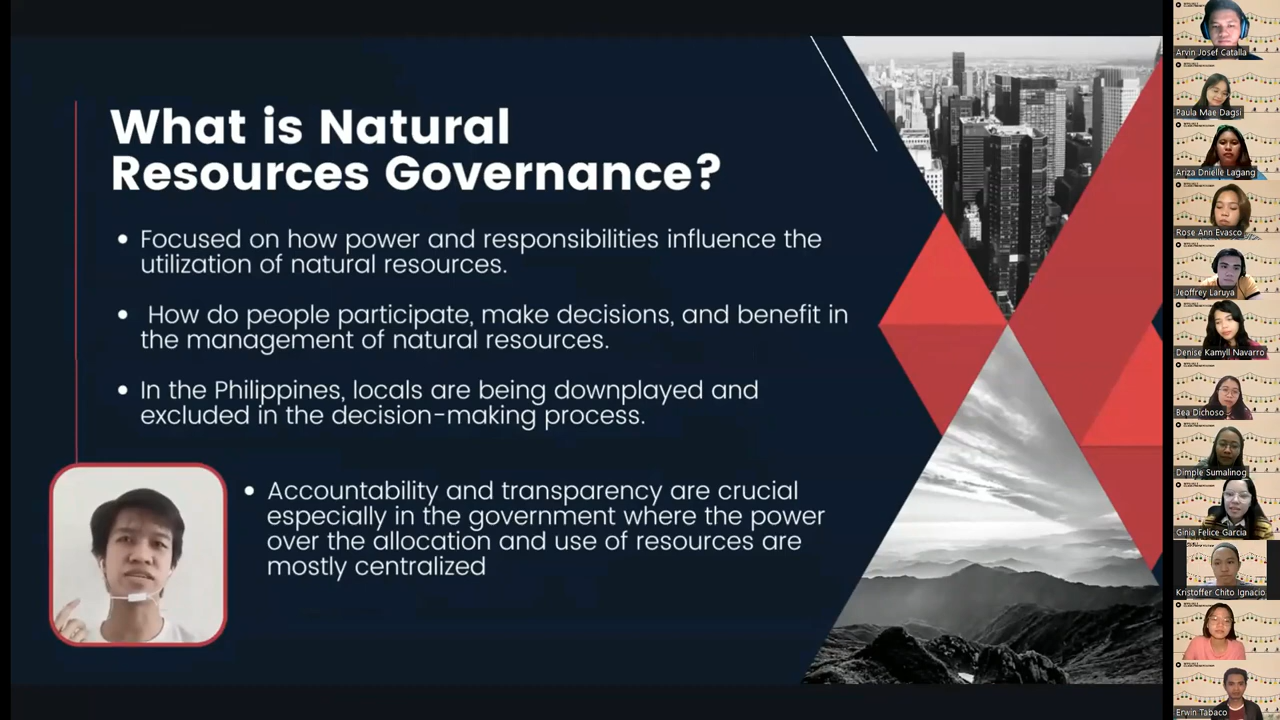 What is Natural
Resources Governance?
• Focused on how power and responsibilities influence the
utilization of natural resources.
• How do people participate, make decisions, and benefit in
the management of natural resources.
• In the Philippines, locals are being downplayed and
excluded in the decision-making process.
• Accountability and transparency are crucial
especially in the government where the power
over the allocation and use of resources are
mostly centralized
Arvin Josef Catalla
Paula Mae Dagsi
Ariza Dnielle Lagang
Rose Ann Evasco
Jeoffrey Laruya
Denise Kamyll Navarro
Bea Dichoso
Dimple Sumalinog
Ginia Felice Garcia
Kristoffer Chito Ignacio
Erwin Tabaco